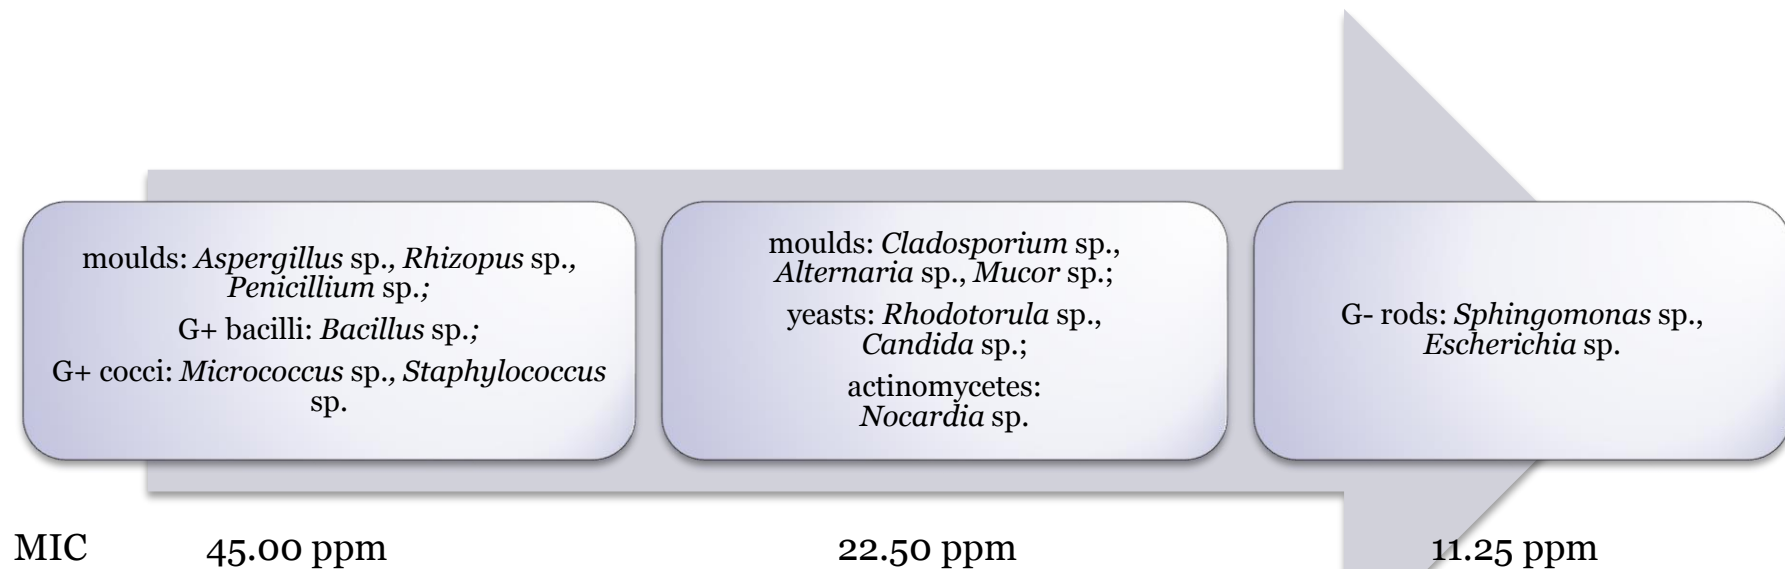 moulds: Aspergillus sp., Rhizopus sp.,
Penicillium sp.;
G+ bacilli: Bacillus sp.;
G+ cocci: Micrococcus sp., Staphylococcus
sp.
moulds: Cladosporium sp.,
Alternaria sp., Mucor sp.;
yeasts: Rhodotorula sp.,
Candida sp.;
actinomycetes:
Nocardia sp.
G- rods: Sphingomonas sp.,
Escherichia sp.
MIC 45.00 ppm 22.50 ppm 11.25 ppm